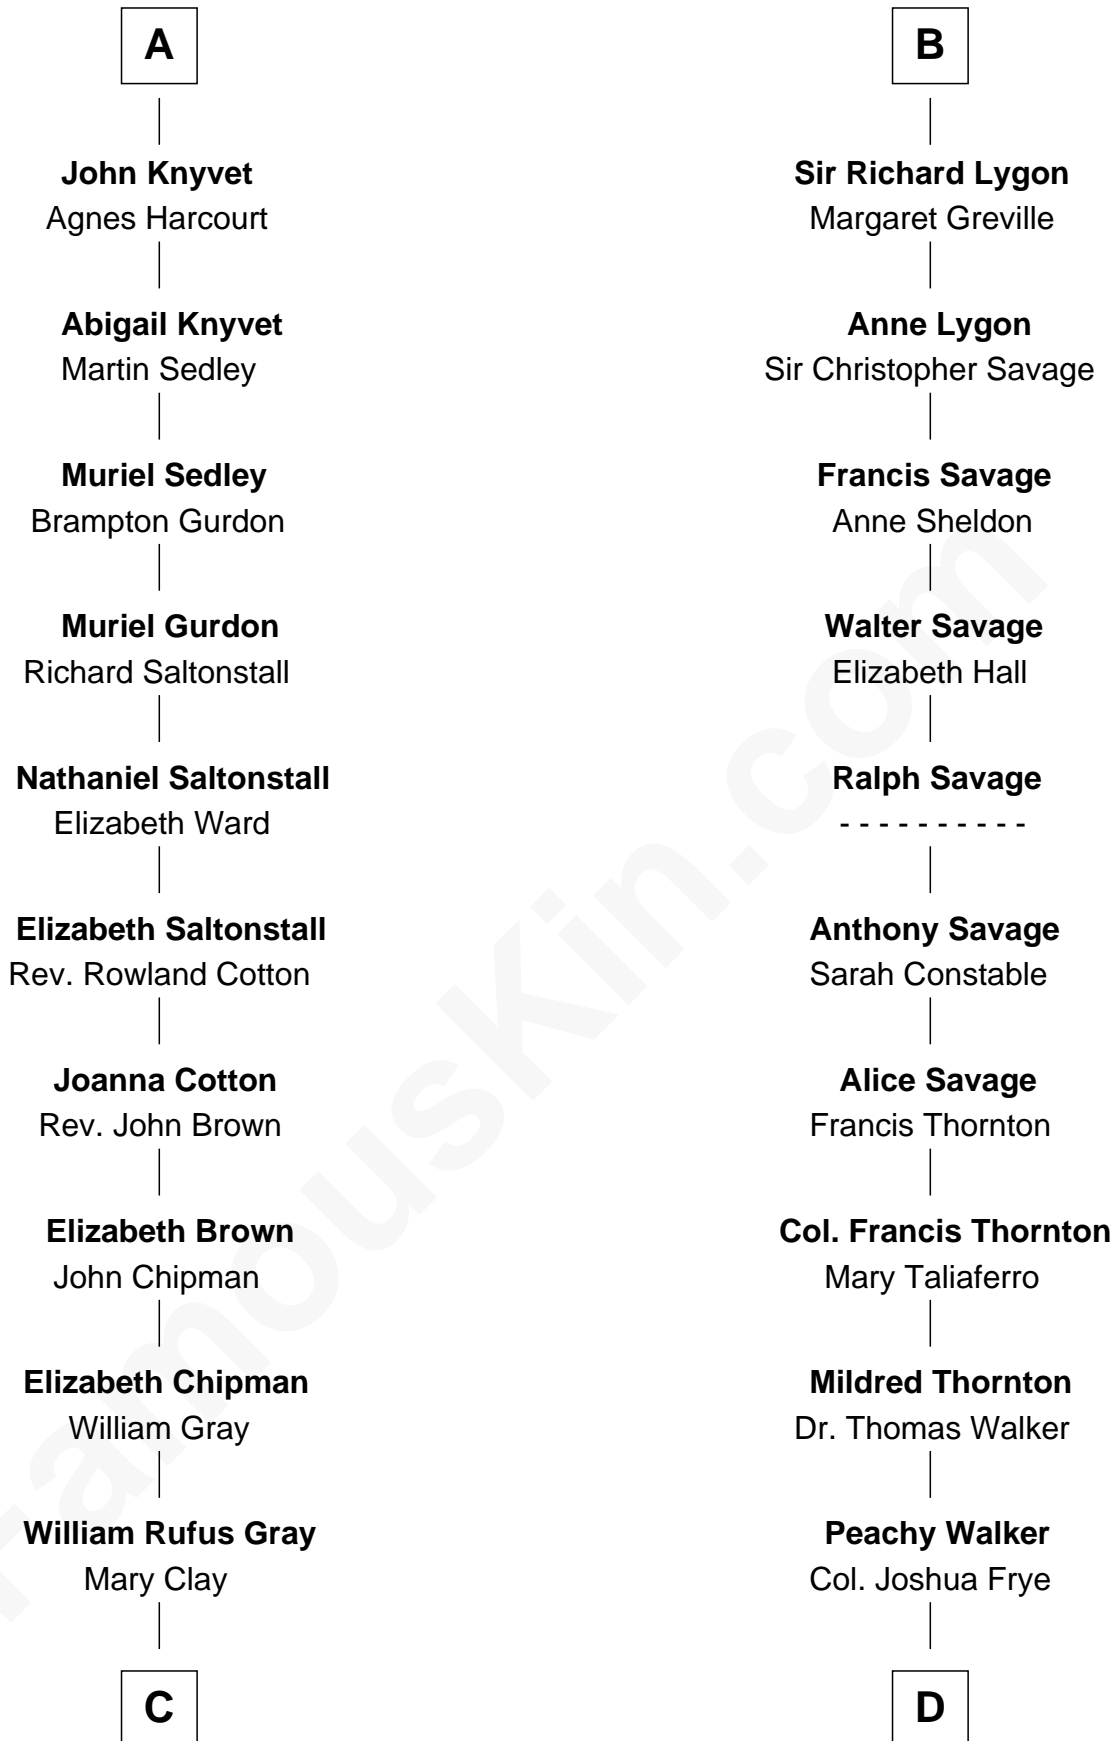 A
John Knyvet
Agnes Harcourt
Abigail Knyvet
Martin Sedley
Muriel Sedley
Brampton Gurdon
Muriel Gurdon
Richard Saltonstall
Nathaniel Saltonstall
Elizabeth Ward
Elizabeth Saltonstall
Rev. Rowland Cotton
Joanna Cotton
Rev. John Brown
Elizabeth Brown
John Chipman
Elizabeth Chipman
William Gray
William Rufus Gray
Mary Clay
C
B
Sir Richard Lygon
Margaret Greville
Anne Lygon
Sir Christopher Savage
Francis Savage
Anne Sheldon
Walter Savage
Elizabeth Hall
Ralph Savage
- - - - - - - - - -
Anthony Savage
Sarah Constable
Alice Savage
Francis Thornton
Col. Francis Thornton
Mary Taliaferro
Mildred Thornton
Dr. Thomas Walker
Peachy Walker
Col. Joshua Frye
D
FamousKin.com